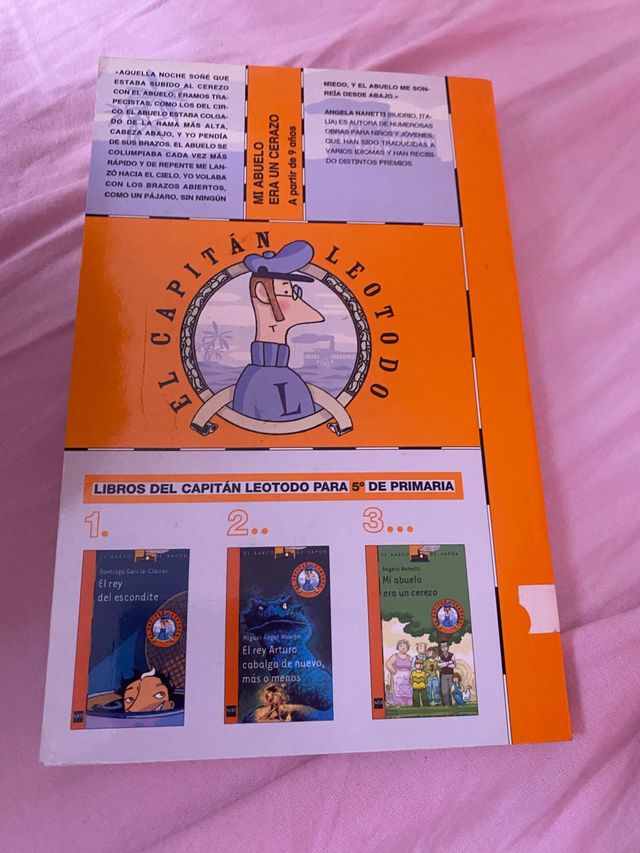 «AQUELLA NOCHE SOÑÉ QUE
ESTABA SUBIDO AL CEREZO
CON EL ABUELO; ÉRAMOS TRA-
PECISTAS, COMO LOS DEL CIR-
CO. EL ABUELO ESTABA COLGA-
DO DE LA RAMA MÁS ALTA,
CABEZA ABAJO, Y YO PENDÍA
DE SUS BRAZOS. EL ABUELO SE
COLUMPIABA CADA VEZ MÁS
RÁPIDO Y DE REPENTE ME LAN-
ZÓ HACIA EL CIELO. YO VOLABA
CON LOS BRAZOS ABIERTOS,
COMO UN PÁJARO, SIN NINGÚN
MI ABUELO
ERA UN CERAZO
A partir de 9 años
MIEDO, Y EL ABUELO ME SON-
REÍA DESDE ABAJO.»
ANGELA NANETTI (BUDRIO, ITA-
LIA) ES AUTORA DE NUMEROSAS
OBRAS PARA NIÑOS Y JÓVENES,
QUE HAN SIDO TRADUCIDAS A
VARIOS IDIOMAS Y HAN RECIBI-
DO DISTINTOS PREMIOS.
EL CAPITÁN LEOTODO
L
LIBROS DEL CAPITÁN LEOTODO PARA 5º DE PRIMARIA
1.
2..
3...
EL BARCO DE VAPOR
Santiago García-Clairac
El rey
del escondite
sm
EL BARCO DE VAPOR
Miguel Ángel Moleón
El rey Arturo
cabalga de nuevo,
más o menos
sm
EL BARCO DE VAPOR
Angela Nanetti
Mi abuelo
era un cerezo
sm